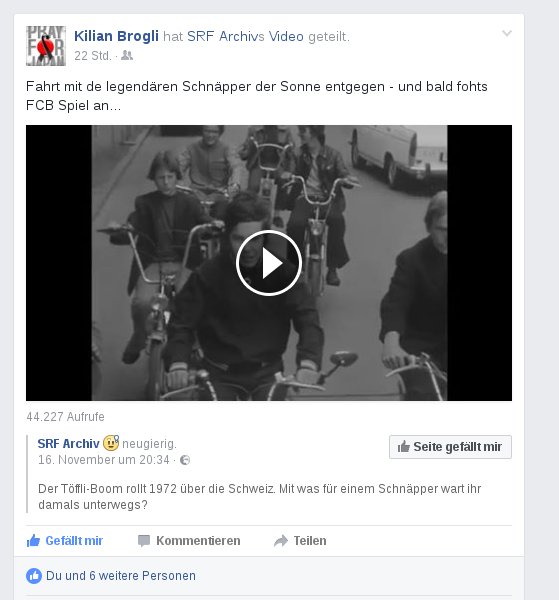 PRAY
FOR
JAPAN
Kilian Brogli hat SRF Archivs Video geteilt.
22 Std. ·
Fahrt mit de legendären Schnäpper der Sonne entgegen - und bald fohts
FCB Spiel an...
44.227 Aufrufe
SRF Archiv neugierig.
16. November um 20:34 ·
Seite gefällt mir
Der Töffli-Boom rollt 1972 über die Schweiz. Mit was für einem Schnäpper wart ihr
damals unterwegs?
Gefällt mir Kommentieren Teilen
Du und 6 weitere Personen